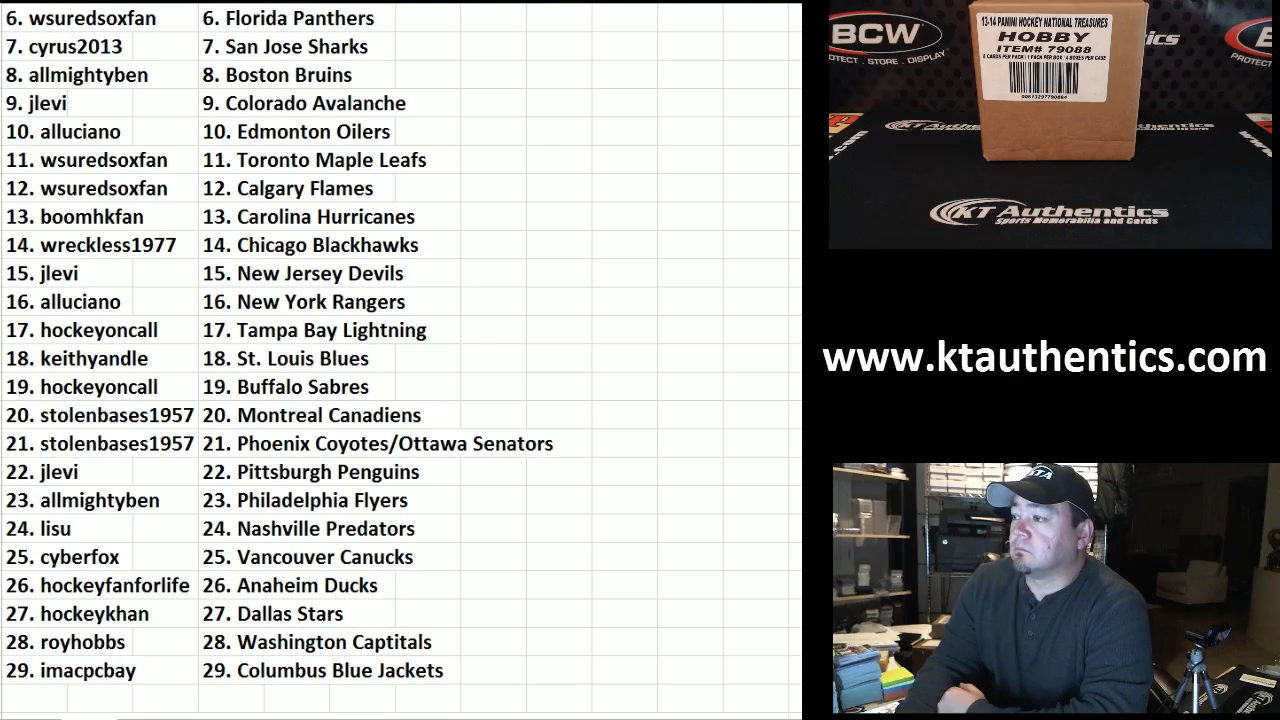 6. wsuredsoxfan 6. Florida Panthers
7. cyrus2013 7. San Jose Sharks
8. allmightyben 8. Boston Bruins
9. jlevi 9. Colorado Avalanche
10. alluciano 10. Edmonton Oilers
11. wsuredsoxfan 11. Toronto Maple Leafs
12. wsuredsoxfan 12. Calgary Flames
13. boomhkfan 13. Carolina Hurricanes
14. wreckless1977 14. Chicago Blackhawks
15. jlevi 15. New Jersey Devils
16. alluciano 16. New York Rangers
17. hockeyoncall 17. Tampa Bay Lightning
18. keithyandle 18. St. Louis Blues
19. hockeyoncall 19. Buffalo Sabres
20. stolenbases1957 20. Montreal Canadiens
21. stolenbases1957 21. Phoenix Coyotes/Ottawa Senators
22. jlevi 22. Pittsburgh Penguins
23. allmightyben 23. Philadelphia Flyers
24. lisu 24. Nashville Predators
25. cyberfox 25. Vancouver Canucks
26. hockeyfanforlife 26. Anaheim Ducks
27. hockeykhan 27. Dallas Stars
28. royhobbs 28. Washington Captitals
29. imacpcbay 29. Columbus Blue Jackets
BCW
PROTECT . STORE . DISPLAY
13-14 PANINI HOCKEY NATIONAL TREASURES
HOBBY
ITEM# 79088
KT Authentics
Sports Memorabilia and Cards
www.ktauthentics.com
KTA